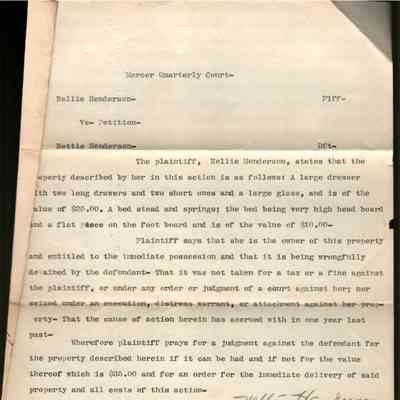 Mercer Quarterly Court-
Nellie Henderson- Plff-
Vs- Petition-
Nettie Henderson- Dft-
The plaintiff, Nellie Henderson, states that the
operty described by her in this action is as follows: A large dresser
ith two long drawers and two short ones and a large glass, and is of the
alue of $25.00. A bed stead and springs; the bed being very high head board
and a flat peace on the foot board and is of the value of $10.00-
Plaintiff says that she is the owner of this property
and entitled to the immediate possession and that it is being wrongfully
detained by the defendant- That it was not taken for a tax or a fine against
the plaintiff, or under any order or judgment of a court against her; nor
seized under an execution, distress warrant, or attachment against her prop-
erty- That the cause of action herein has accrued with in one year last
past-
Wherefore plaintiff prays for a judgment against the defendant for
the property described herein if it can be had and if not for the value
thereof which is $35.00 and for an order for the immediate delivery of said
property and all costs of this action-